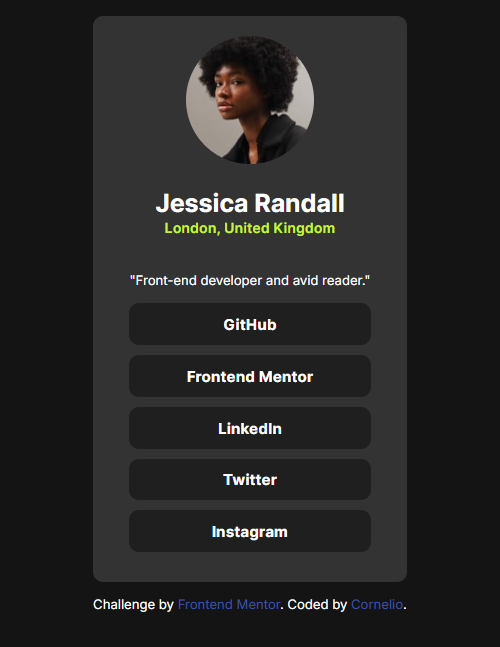 Jessica Randall
London, United Kingdom
"Front-end developer and avid reader."
GitHub
Frontend Mentor
LinkedIn
Twitter
Instagram
Challenge by Frontend Mentor. Coded by Cornelio.